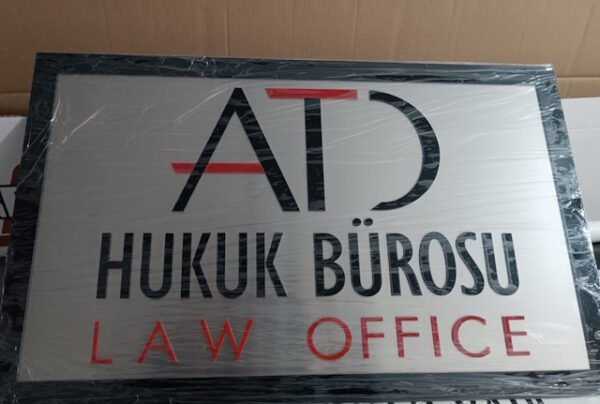 ATD
HUKUK BÜROSU
LAW OFFICE